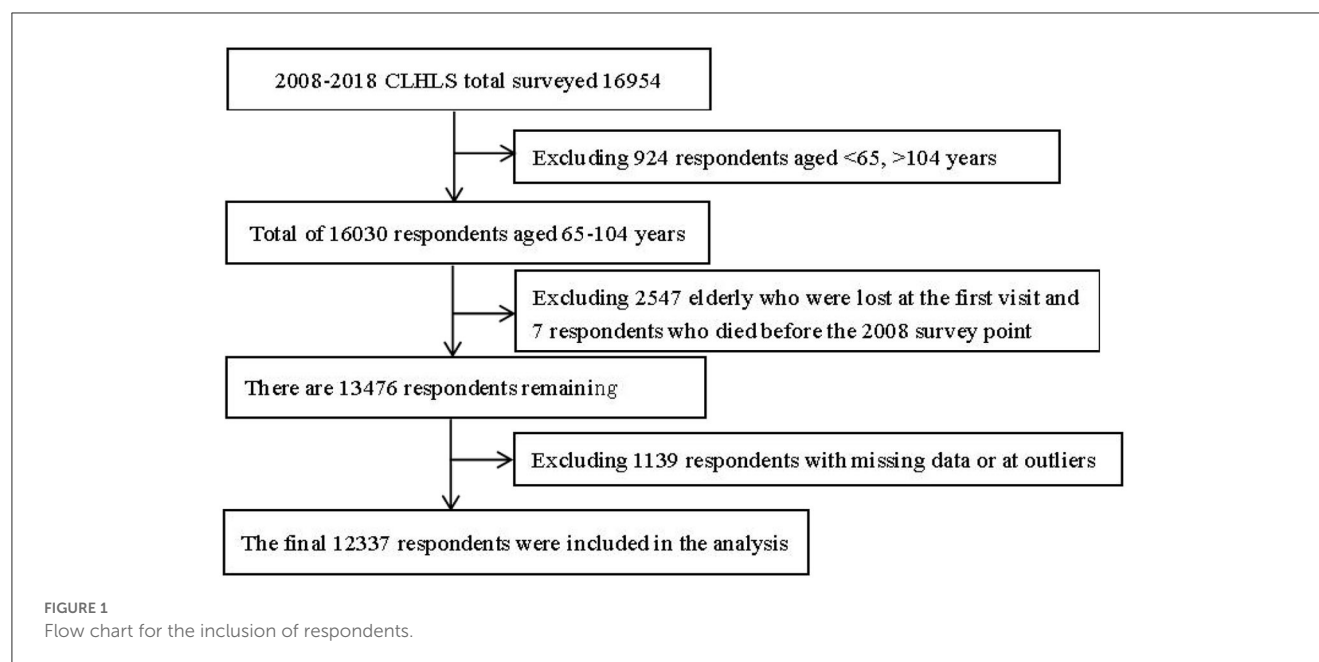 2008-2018 CLHLS total surveyed 16954
Excluding 924 respondents aged <65, >104 years
Total of 16030 respondents aged 65-104 years
Excluding 2547 elderly who were lost at the first visit and
7 respondents who died before the 2008 survey point
There are 13476 respondents remaining
Excluding 1139 respondents with missing data or at outliers
The final 12337 respondents were included in the analysis
FIGURE 1
Flow chart for the inclusion of respondents.